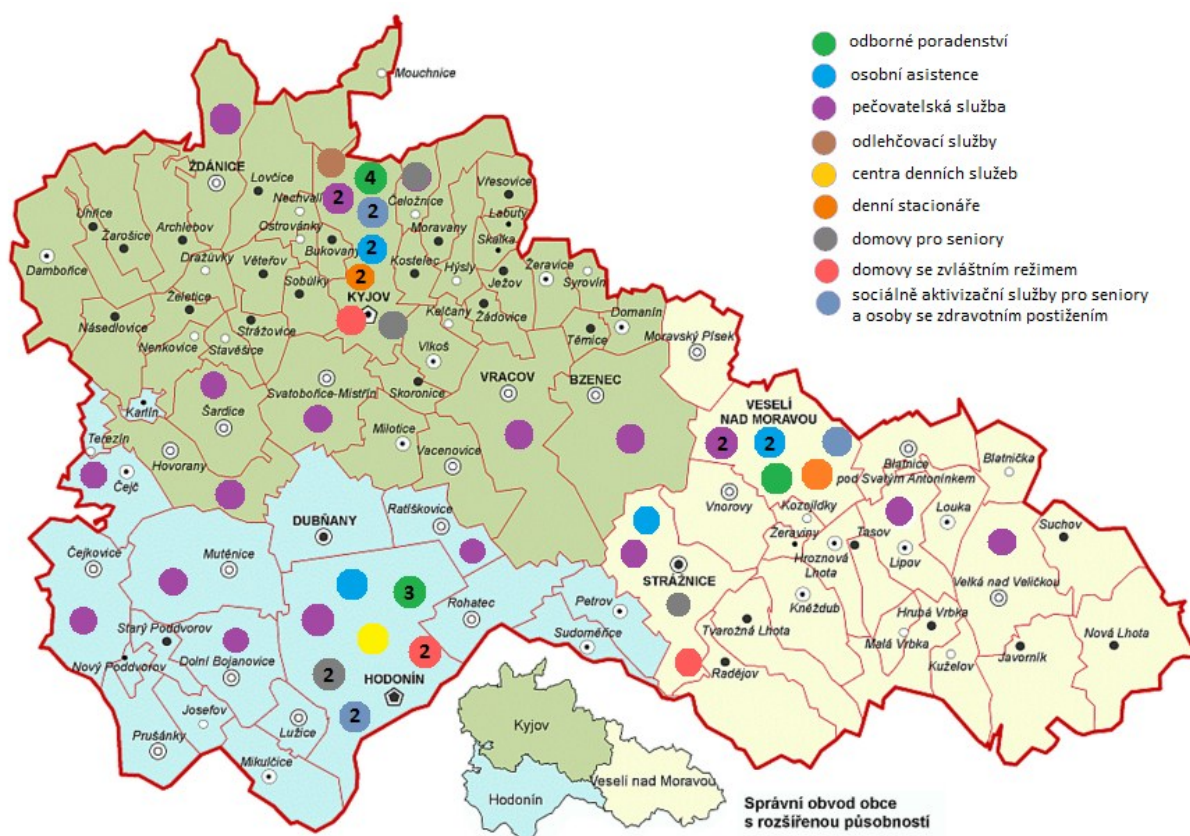 odborné poradenství
osobní asistence
pečovatelská služba
odlehčovací služby
centra denních služeb
denní stacionáře
domovy pro seniory
domovy se zvláštním režimem
sociálně aktivizační služby pro seniory
a osoby se zdravotním postižením
Mouchnice
ŽDÁNICE
Lovčice
Nechvalí
4
2
2
Čeložnice
Vřesovice
Labuty
Uhřice
Žarošice
Archlebov
Ostrovánky
Bukovany
2
Moravany
Skalka
Dambořice
Dražůvky
Věteřov
Sobůlky
2
Kostelec
Hýsly
Ježov
Žeravice
Syrovín
Želetice
KYJOV
Kelčany
Žádovice
Domanín
Násedlovice
Strážovice
Těmice
Nenkovice
Stavěšice
Vlkoš
Moravský Písek
Svatobořice-Mistřín
Skoronice
VRACOV
BZENEC
Karlín
Šardice
Terezín
Hovorany
Milotice
Vacenovice
VESELÍ
NAD MORAVOU
2
2
Čejč
Blatnice
pod Svatým Antonínkem
Blatnička
DUBŇANY
Ratíškovice
Vnorovy
Kozojídky
Louka
Suchov
Čejkovice
Mutěnice
Žeraviny
Tasov
Hroznová
Lhota
Lipov
Velká nad Veličkou
STRÁŽNICE
3
Rohatec
Petrov
Kněždub
Hrubá Vrbka
Starý Poddvorov
Sudoměřice
Tvarožná Lhota
Malá Vrbka
Nová Lhota
Nový Poddvorov
Dolní Bojanovice
2
2
HODONÍN
Radějov
Kuželov
Javorník
Josefov
Lužice
2
Prušánky
Mikulčice
Kyjov
Hodonín
Veselí nad Moravou
Správní obvod obce
s rozšířenou působností